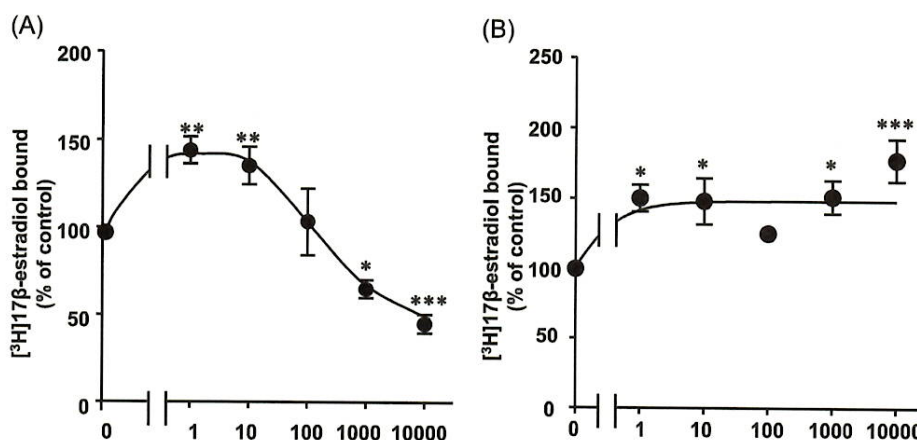 (A)
[³H]17β-estradiol bound
(% of control)
200
150
100
50
0
**
**
*
***
0 1 10 100 1000 10000
(B)
[³H]17β-estradiol bound
(% of control)
250
200
150
100
50
0
*
*
*
***
0 1 10 100 1000 10000